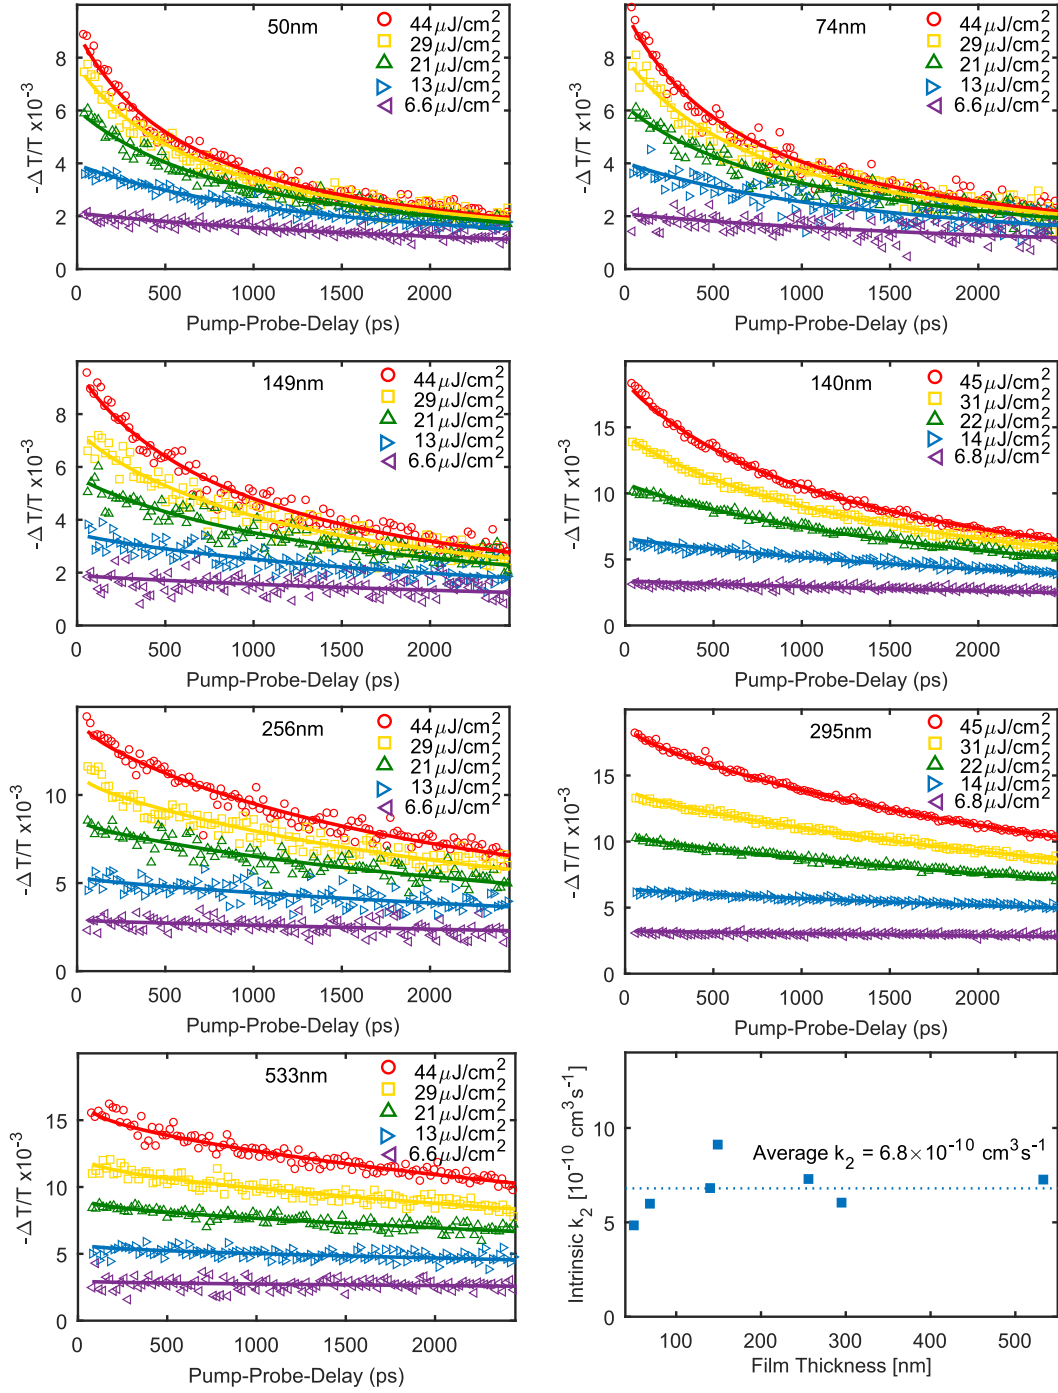 50nm
44μJ/cm²
29μJ/cm²
21μJ/cm²
13μJ/cm²
6.6μJ/cm²
-ΔT/T x10⁻³
8
6
4
2
0
0 500 1000 1500 2000
Pump-Probe-Delay (ps)
74nm
44μJ/cm²
29μJ/cm²
21μJ/cm²
13μJ/cm²
6.6μJ/cm²
-ΔT/T x10⁻³
8
6
4
2
0
0 500 1000 1500 2000
Pump-Probe-Delay (ps)
149nm
44μJ/cm²
29μJ/cm²
21μJ/cm²
13μJ/cm²
6.6μJ/cm²
-ΔT/T x10⁻³
8
6
4
2
0
0 500 1000 1500 2000
Pump-Probe-Delay (ps)
140nm
45μJ/cm²
31μJ/cm²
22μJ/cm²
14μJ/cm²
6.8μJ/cm²
-ΔT/T x10⁻³
15
10
5
0
0 500 1000 1500 2000
Pump-Probe-Delay (ps)
256nm
44μJ/cm²
29μJ/cm²
21μJ/cm²
13μJ/cm²
6.6μJ/cm²
-ΔT/T x10⁻³
10
5
0
0 500 1000 1500 2000
Pump-Probe-Delay (ps)
295nm
45μJ/cm²
31μJ/cm²
22μJ/cm²
14μJ/cm²
6.8μJ/cm²
-ΔT/T x10⁻³
15
10
5
0
0 500 1000 1500 2000
Pump-Probe-Delay (ps)
533nm
44μJ/cm²
29μJ/cm²
21μJ/cm²
13μJ/cm²
6.6μJ/cm²
-ΔT/T x10⁻³
15
10
5
0
0 500 1000 1500 2000
Pump-Probe-Delay (ps)
Intrinsic k₂ [10⁻¹⁰ cm³s⁻¹]
10
5
0
Average k₂ = 6.8×10⁻¹⁰ cm³s⁻¹
100 200 300 400 500
Film Thickness [nm]